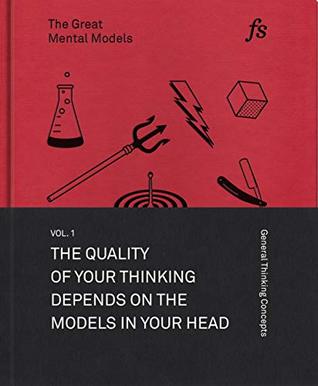 The Great
Mental Models
fs
VOL. 1
THE QUALITY
OF YOUR THINKING
DEPENDS ON THE
MODELS IN YOUR HEAD
General Thinking Concepts